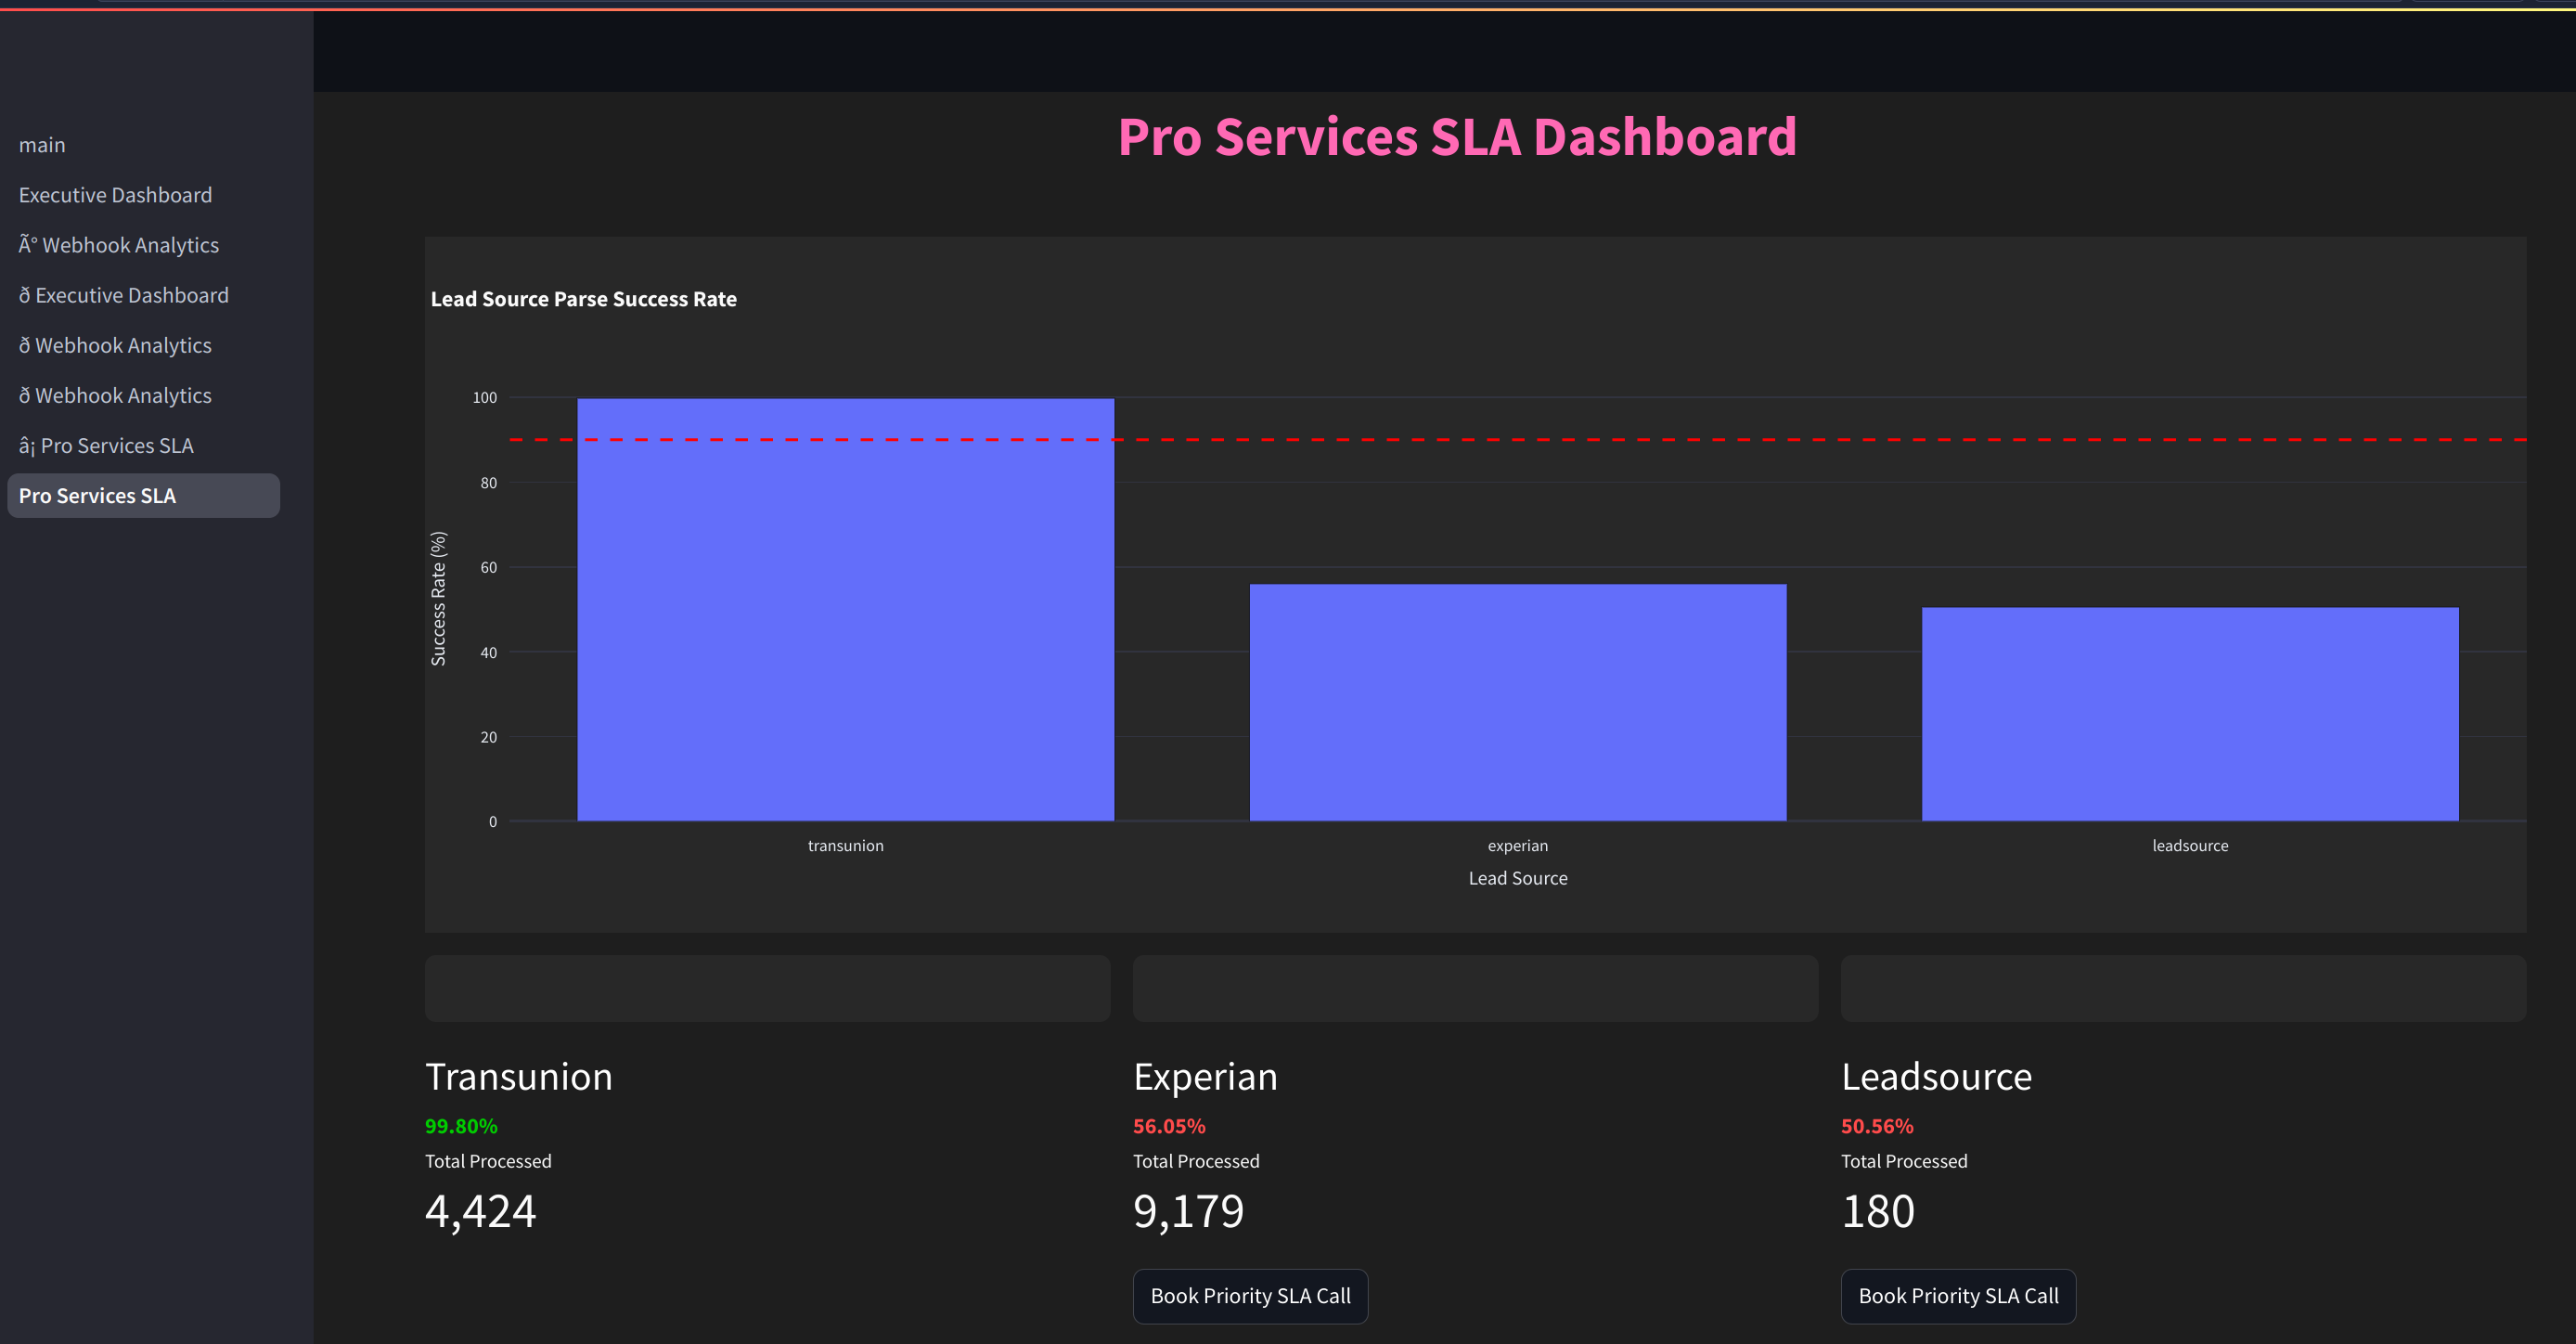 main
Executive Dashboard
Ã° Webhook Analytics
ð Executive Dashboard
ð Webhook Analytics
ð Webhook Analytics
â¡ Pro Services SLA
Pro Services SLA
Pro Services SLA Dashboard
Lead Source Parse Success Rate
Success Rate (%)
100
80
60
40
20
0
transunion experian leadsource
Lead Source
Transunion
99.80%
Total Processed
4,424
Experian
56.05%
Total Processed
9,179
Book Priority SLA Call
Leadsource
50.56%
Total Processed
180
Book Priority SLA Call